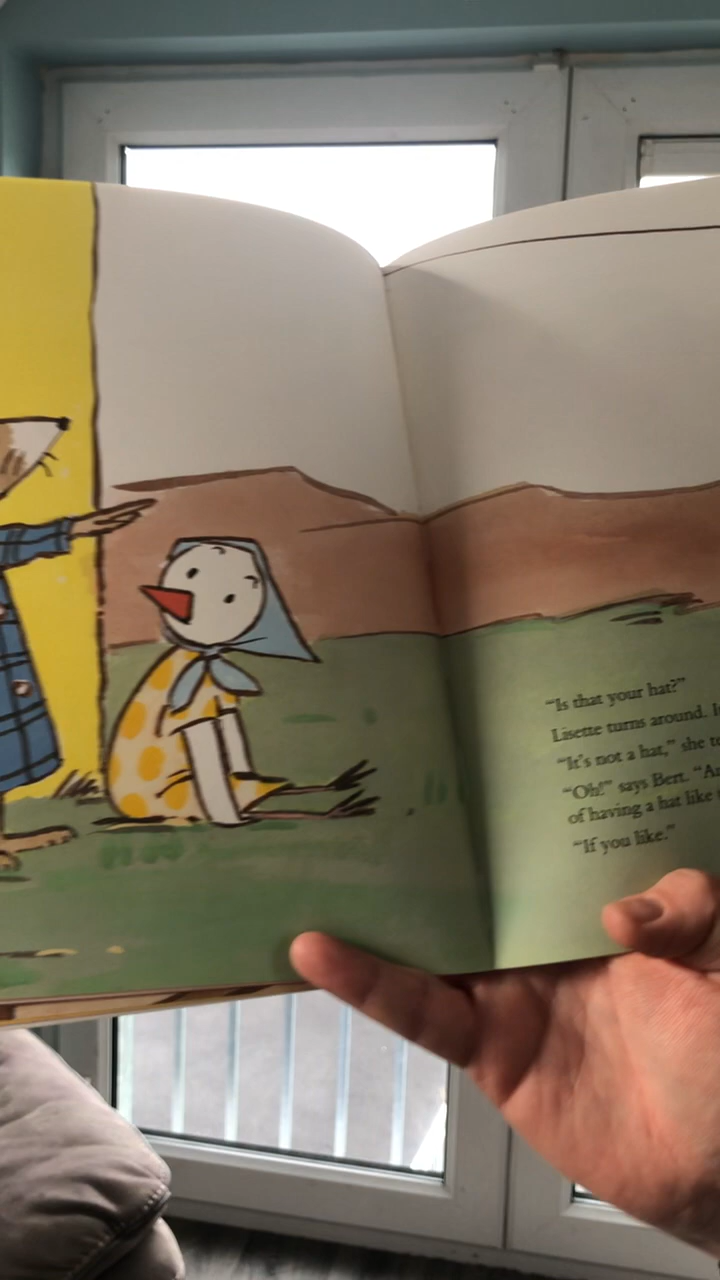 “Is that your hat?”
Lisette turns around.
“It’s not a hat,” she
“Oh!” says Bert.
of having a hat like
“If you like.”